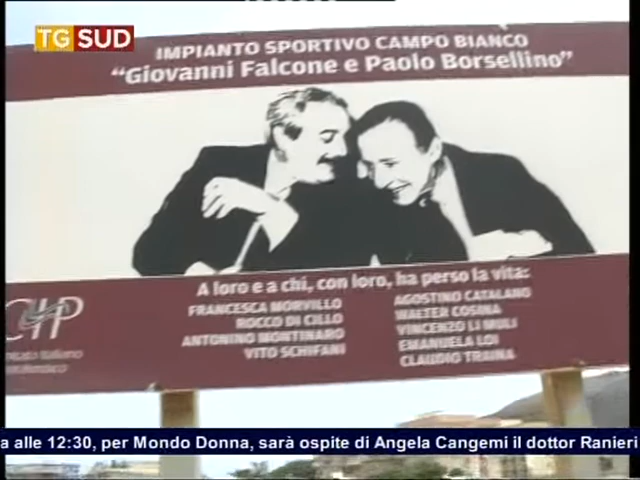 TG SUD
IMPIANTO SPORTIVO CAMPO BIANCO
"Giovanni Falcone e Paolo Borsellino"
A loro e a chi, con loro, ha perso la vita:
FRANCESCA MORVILLO
ROCCO DI CILLO
ANTONINO MONTINARO
VITO SCHIFANI
AGOSTINO CATALANO
WALTER COSINA
VINCENZO LI MULI
EMANUELA LOI
CLAUDIO TRAINA
CIP
Italiano
a alle 12:30, per Mondo Donna, sarà ospite di Angela Cangemi il dottor Ranieri